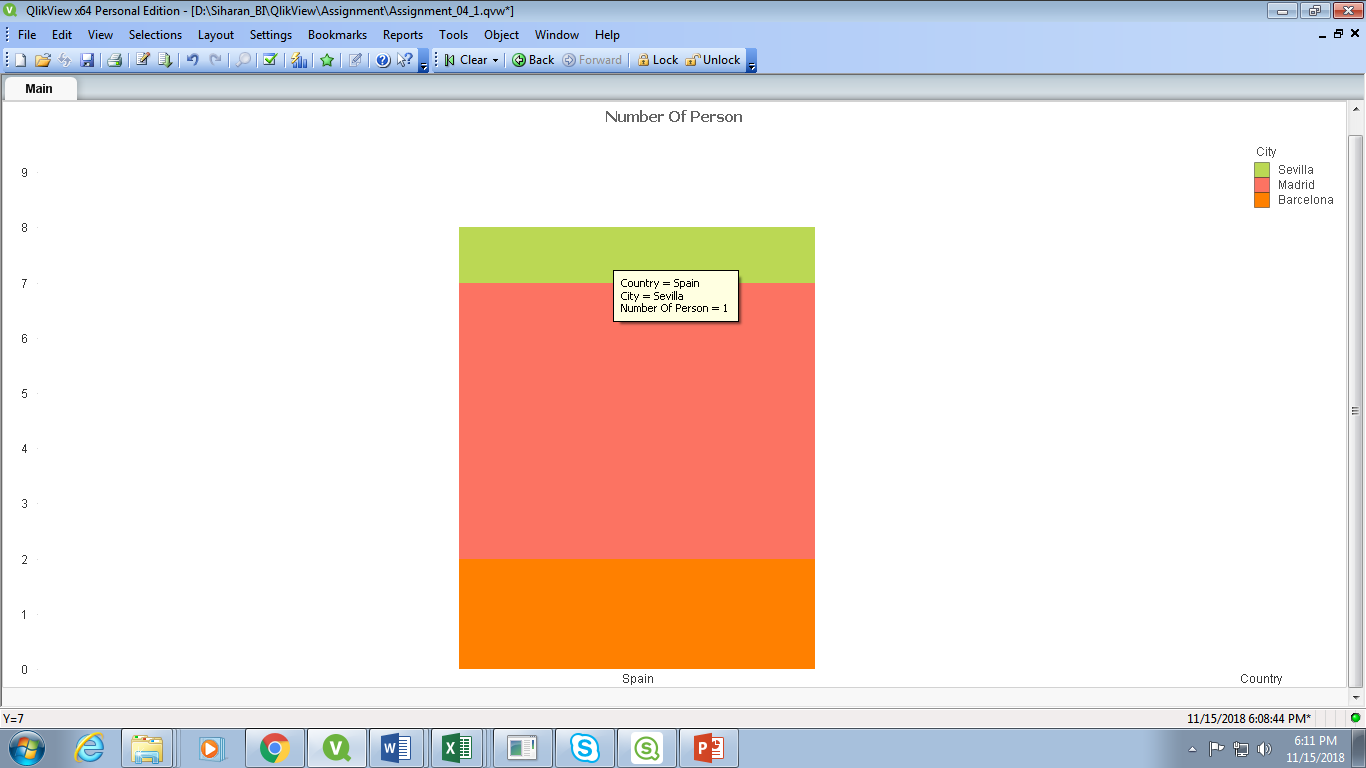 QlikView x64 Personal Edition - [D:\Siharan_BI\QlikView\Assignment\Assignment_04_1.qvw*]
File Edit View Selections Layout Settings Bookmarks Reports Tools Object Window Help
Clear Back Forward Lock Unlock
Main
Number Of Person
City
Sevilla
Madrid
Barcelona
9
8
7
6
5
4
3
2
1
0
Country = Spain
City = Sevilla
Number Of Person = 1
Spain Country
Y=7 11/15/2018 6:08:44 PM*
6:11 PM
11/15/2018